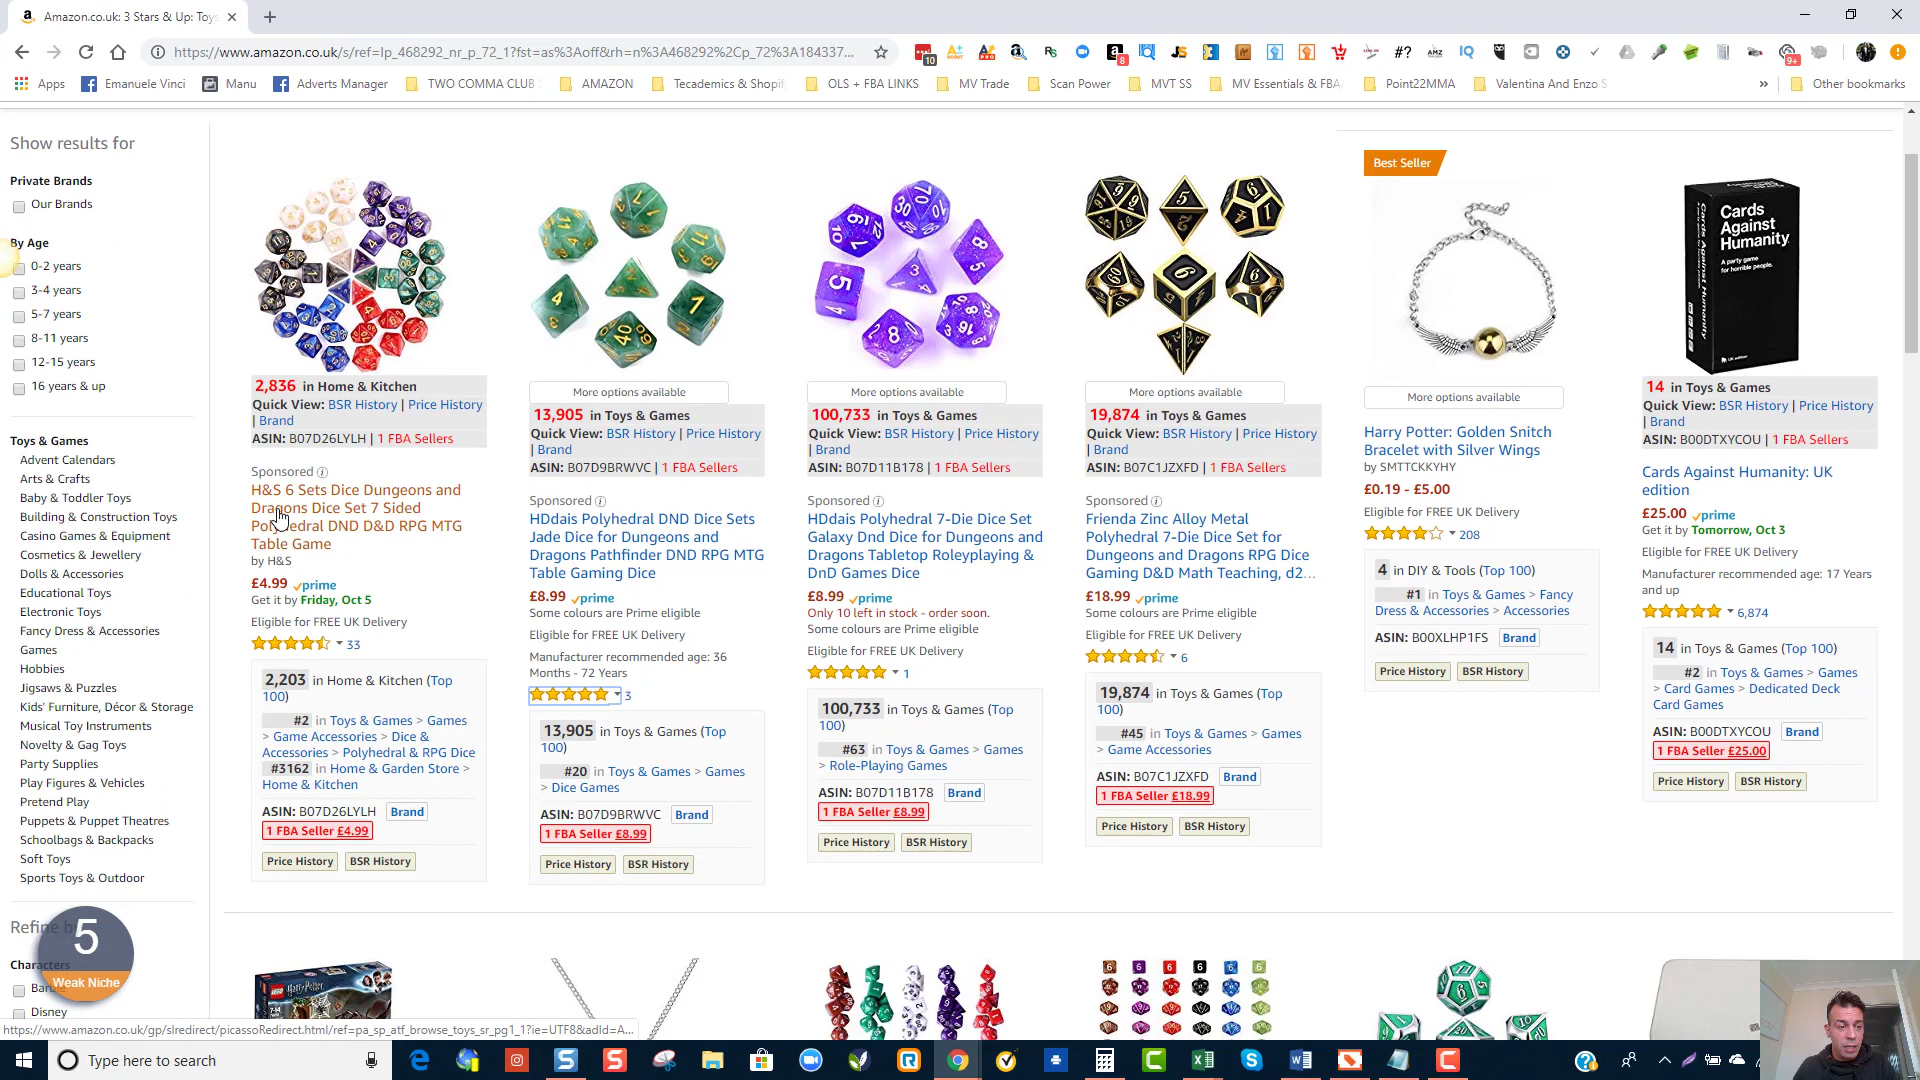 Amazon.co.uk: 3 Stars & Up: Toys
https://www.amazon.co.uk/s/ref=lp_468292_nr_p_72_1?fst=as%3Aoff&rh=n%3A468292%2Cp_72%3A184337...
Apps
Emanuele Vinci
Manu
Adverts Manager
TWO COMMA CLUB
AMAZON
Tecademics & Shopif
OLS + FBA LINKS
MV Trade
Scan Power
MVT SS
MV Essentials & FBA
Point22MMA
Valentina And Enzo S
Other bookmarks
Show results for
Private Brands
Our Brands
By Age
0-2 years
3-4 years
5-7 years
8-11 years
12-15 years
16 years & up
Toys & Games
Advent Calendars
Arts & Crafts
Baby & Toddler Toys
Building & Construction Toys
Casino Games & Equipment
Cosmetics & Jewellery
Dolls & Accessories
Educational Toys
Electronic Toys
Fancy Dress & Accessories
Games
Hobbies
Jigsaws & Puzzles
Kids' Furniture, Décor & Storage
Musical Toy Instruments
Novelty & Gag Toys
Party Supplies
Play Figures & Vehicles
Pretend Play
Puppets & Puppet Theatres
Schoolbags & Backpacks
Soft Toys
Sports Toys & Outdoor
Refine by
5
Weak Niche
Characters
Disney
2,836 in Home & Kitchen
Quick View: BSR History | Price History
| Brand
ASIN: B07D26LYLH | 1 FBA Sellers
Sponsored
H&S 6 Sets Dice Dungeons and
Dragons Dice Set 7 Sided
Polyhedral DND D&D RPG MTG
Table Game
by H&S
£4.99 prime
Get it by Friday, Oct 5
Eligible for FREE UK Delivery
33
2,203 in Home & Kitchen (Top
100)
#2 in Toys & Games > Games
> Game Accessories > Dice &
Accessories > Polyhedral & RPG Dice
#3162 in Home & Garden Store >
Home & Kitchen
ASIN: B07D26LYLH Brand
1 FBA Seller £4.99
Price History BSR History
More options available
13,905 in Toys & Games
Quick View: BSR History | Price History
| Brand
ASIN: B07D9BRWVC | 1 FBA Sellers
Sponsored
HDdais Polyhedral DND Dice Sets
Jade Dice for Dungeons and
Dragons Pathfinder DND RPG MTG
Table Gaming Dice
£8.99 prime
Some colours are Prime eligible
Eligible for FREE UK Delivery
Manufacturer recommended age: 36
Months - 72 Years
3
13,905 in Toys & Games (Top
100)
#20 in Toys & Games > Games
> Dice Games
ASIN: B07D9BRWVC Brand
1 FBA Seller £8.99
Price History BSR History
More options available
100,733 in Toys & Games
Quick View: BSR History | Price History
| Brand
ASIN: B07D11B178 | 1 FBA Sellers
Sponsored
HDdais Polyhedral 7-Die Dice Set
Galaxy Dnd Dice for Dungeons and
Dragons Tabletop Roleplaying &
DnD Games Dice
£8.99 prime
Only 10 left in stock - order soon.
Some colours are Prime eligible
Eligible for FREE UK Delivery
1
100,733 in Toys & Games (Top
100)
#63 in Toys & Games > Games
> Role-Playing Games
ASIN: B07D11B178 Brand
1 FBA Seller £8.99
Price History BSR History
More options available
19,874 in Toys & Games
Quick View: BSR History | Price History
| Brand
ASIN: B07C1JZXFD | 1 FBA Sellers
Sponsored
Frienda Zinc Alloy Metal
Polyhedral 7-Die Dice Set for
Dungeons and Dragons RPG Dice
Gaming D&D Math Teaching, d2...
£18.99 prime
Some colours are Prime eligible
Eligible for FREE UK Delivery
6
19,874 in Toys & Games (Top
100)
#45 in Toys & Games > Games
> Game Accessories
ASIN: B07C1JZXFD Brand
1 FBA Seller £18.99
Price History BSR History
Best Seller
More options available
Harry Potter: Golden Snitch
Bracelet with Silver Wings
by SMTTCKKYHY
£0.19 - £5.00
Eligible for FREE UK Delivery
208
4 in DIY & Tools (Top 100)
#1 in Toys & Games > Fancy
Dress & Accessories > Accessories
ASIN: B00XLHP1FS Brand
Price History BSR History
Cards
Against
Humanity
A party game
for horrible people.
14 in Toys & Games
Quick View: BSR History | Price History
| Brand
ASIN: B00DTXYCOU | 1 FBA Sellers
Cards Against Humanity: UK
edition
£25.00 prime
Get it by Tomorrow, Oct 3
Eligible for FREE UK Delivery
Manufacturer recommended age: 17 Years
and up
6,874
14 in Toys & Games (Top 100)
#2 in Toys & Games > Games
> Card Games > Dedicated Deck
Card Games
ASIN: B00DTXYCOU Brand
1 FBA Seller £25.00
Price History BSR History
https://www.amazon.co.uk/gp/slredirect/picassoRedirect.html/ref=pa_sp_atf_browse_toys_sr_pg1_1?ie=UTF8&adId=A...
Type here to search